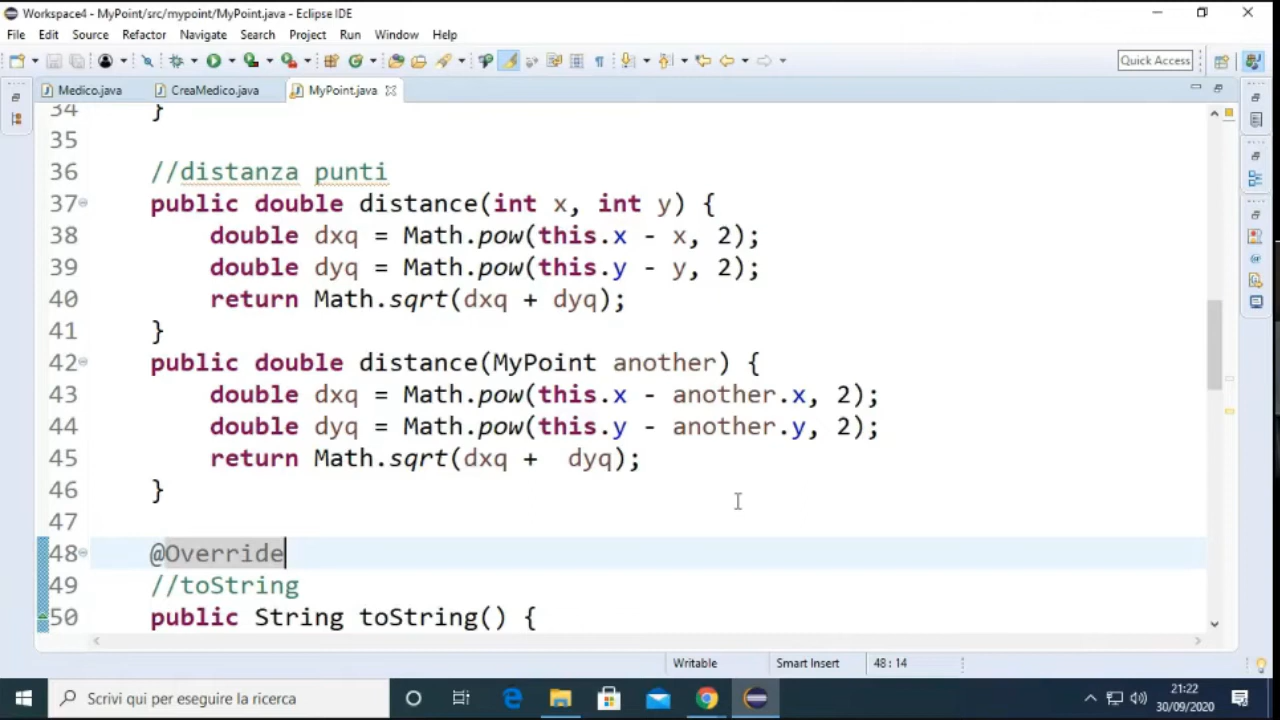 Workspace4 - MyPoint/src/mypoint/MyPoint.java - Eclipse IDE
File Edit Source Refactor Navigate Search Project Run Window Help
Quick Access
Medico.java CreaMedico.java MyPoint.java
34 }
35
36 //distanza punti
37 public double distance(int x, int y) {
38 double dxq = Math.pow(this.x - x, 2);
39 double dyq = Math.pow(this.y - y, 2);
40 return Math.sqrt(dxq + dyq);
41 }
42 public double distance(MyPoint another) {
43 double dxq = Math.pow(this.x - another.x, 2);
44 double dyq = Math.pow(this.y - another.y, 2);
45 return Math.sqrt(dxq +  dyq);
46 }
47
48 @Override
49 //toString
50 public String toString() {
Writable Smart Insert 48 : 14
Scrivi qui per eseguire la ricerca
21:22
30/09/2020